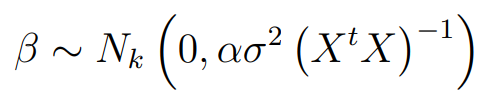 β ∼ N_k (0, ασ² (X^t X)^{-1})